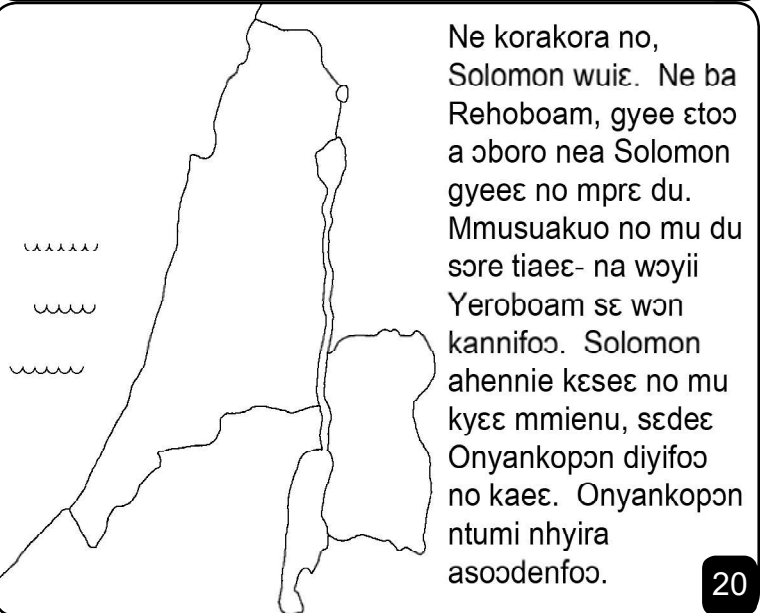 Ne korakora no,
Solomon wuiɛ. Ne ba
Rehoboam, gyee ɛtoɔ
a ɔboro nea Solomon
gyeeɛ no mprɛ du.
Mmusuakuo no mu du
sɔre tiaeɛ- na wɔyii
Yeroboam sɛ wɔn
kannifoɔ. Solomon
ahennie kɛseɛ no mu
kyɛɛ mmienu, sɛdeɛ
Onyankopɔn diyifoɔ
no kaeɛ. Onyankopɔn
ntumi nhyira
asoɔdenfoɔ.
20